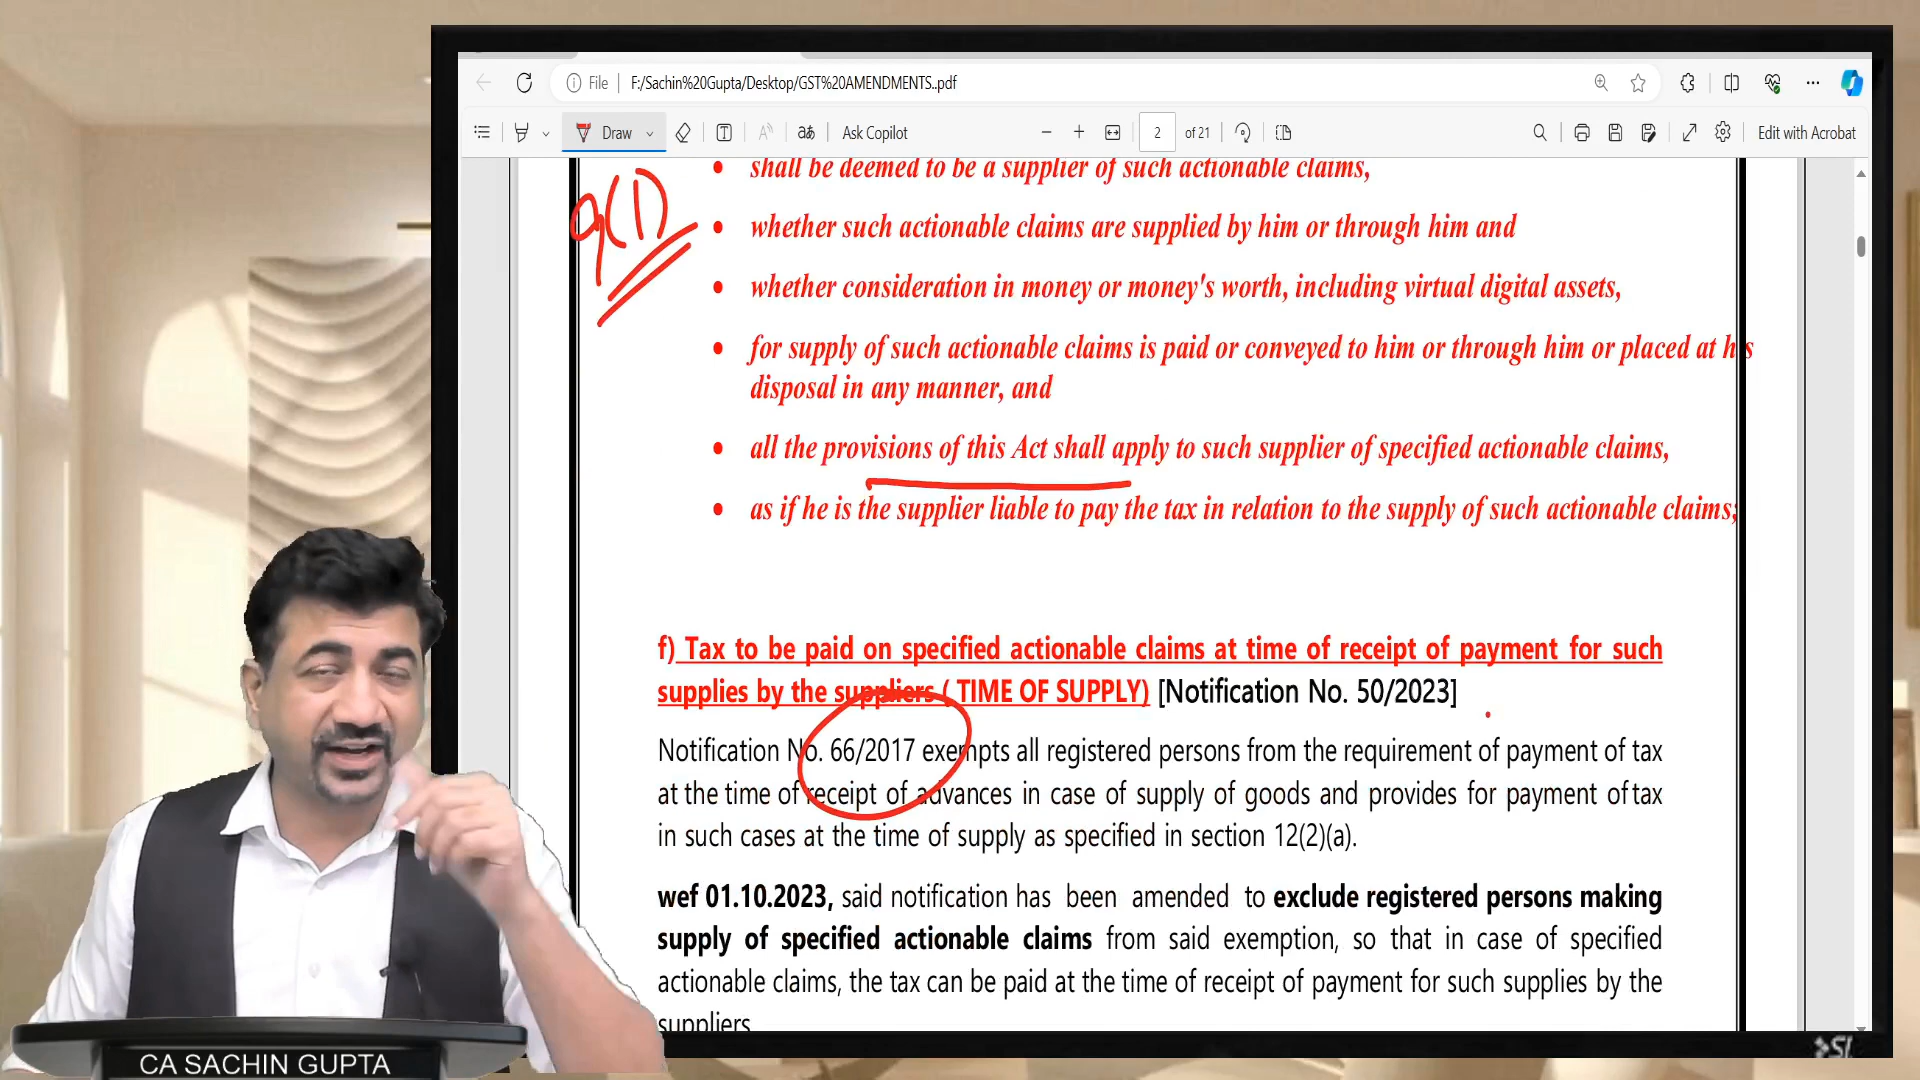 File | F:/Sachin%20Gupta/Desktop/GST%20AMENDMENTS..pdf
Draw
aあ
Ask Copilot
2 of 21
Edit with Acrobat
shall be deemed to be a supplier of such actionable claims,
9(1)
• whether such actionable claims are supplied by him or through him and
• whether consideration in money or money's worth, including virtual digital assets,
• for supply of such actionable claims is paid or conveyed to him or through him or placed at his
disposal in any manner, and
• all the provisions of this Act shall apply to such supplier of specified actionable claims,
• as if he is the supplier liable to pay the tax in relation to the supply of such actionable claims;
f) Tax to be paid on specified actionable claims at time of receipt of payment for such
supplies by the suppliers ( TIME OF SUPPLY) [Notification No. 50/2023]
Notification No. 66/2017 exempts all registered persons from the requirement of payment of tax
at the time of receipt of advances in case of supply of goods and provides for payment of tax
in such cases at the time of supply as specified in section 12(2)(a).
wef 01.10.2023, said notification has been amended to exclude registered persons making
supply of specified actionable claims from said exemption, so that in case of specified
actionable claims, the tax can be paid at the time of receipt of payment for such supplies by the
suppliers
CA SACHIN GUPTA